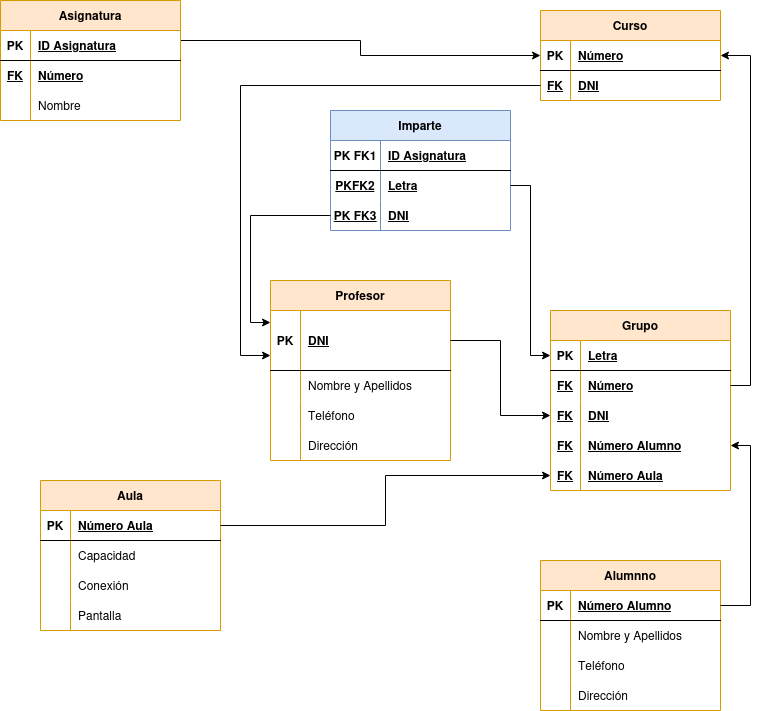 Asignatura
PK ID Asignatura
FK Número
Nombre
Curso
PK Número
FK DNI
Imparte
PK FK1 ID Asignatura
PKFK2 Letra
PK FK3 DNI
Profesor
PK DNI
Nombre y Apellidos
Teléfono
Dirección
Grupo
PK Letra
FK Número
FK DNI
FK Número Alumno
FK Número Aula
Aula
PK Número Aula
Capacidad
Conexión
Pantalla
Alumnno
PK Número Alumno
Nombre y Apellidos
Teléfono
Dirección